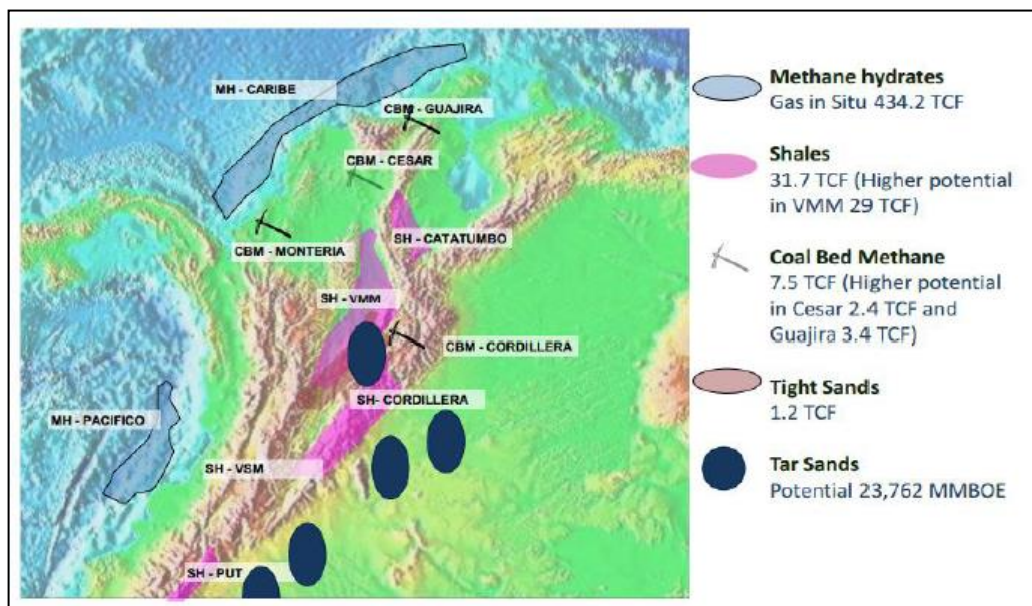 MH - CARIBE
CBM - GUAJIRA
CBM - CESAR
SH - CATATUMBO
CBM - MONTERIA
SH - VMM
CBM - CORDILLERA
SH- CORDILLERA
MH - PACIFICO
SH - VSM
SH - PUT
Methane hydrates
Gas in Situ 434.2 TCF
Shales
31.7 TCF (Higher potential
in VMM 29 TCF)
Coal Bed Methane
7.5 TCF (Higher potential
in Cesar 2.4 TCF and
Guajira 3.4 TCF)
Tight Sands
1.2 TCF
Tar Sands
Potential 23,762 MMBOE